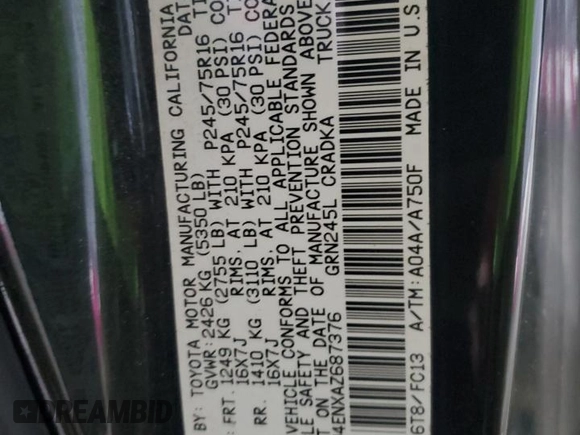 BY: TOYOTA MOTOR MANUFACTURING CALIFORNIA
DAT
GVWR: 2426 KG (5350 LB)
FRT. 1249 KG (2755 LB) WITH P245/75R16 TI
16X7J RIMS. AT 210 KPA (30 PSI) CO
RR. 1410 KG (3110 LB) WITH P245/75R16 T
16X7J RIMS. AT 210 KPA (30 PSI) CO
VEHICLE CONFORMS TO ALL APPLICABLE FEDERA
LE SAFETY AND THEFT PREVENTION STANDARDS
T ON THE DATE OF MANUFACTURE SHOWN ABOVE
4ENXAZ687376 GRN245L CRADKA TRUCK
6T8/FC13 A/TM: A04A/A750F MADE IN U.S
DREAMBID